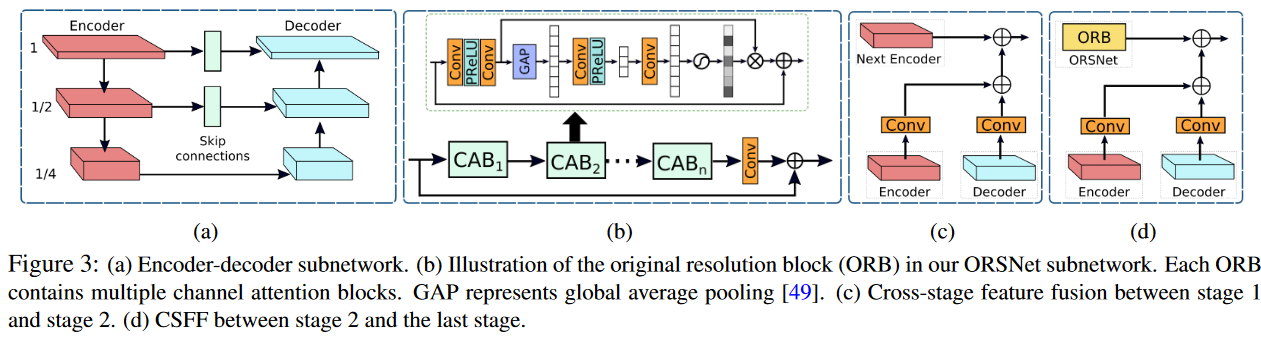 Encoder
Decoder
1
1/2
1/4
Skip
connections
Conv
PReLU
Conv
GAP
Conv
PReLU
Conv
CAB1
CAB2
CABn
Conv
Next Encoder
Conv
Conv
Encoder
Decoder
ORB
ORSNet
Conv
Conv
Encoder
Decoder
(a)
(b)
(c)
(d)
Figure 3: (a) Encoder-decoder subnetwork. (b) Illustration of the original resolution block (ORB) in our ORSNet subnetwork. Each ORB
contains multiple channel attention blocks. GAP represents global average pooling [49]. (c) Cross-stage feature fusion between stage 1
and stage 2. (d) CSFF between stage 2 and the last stage.